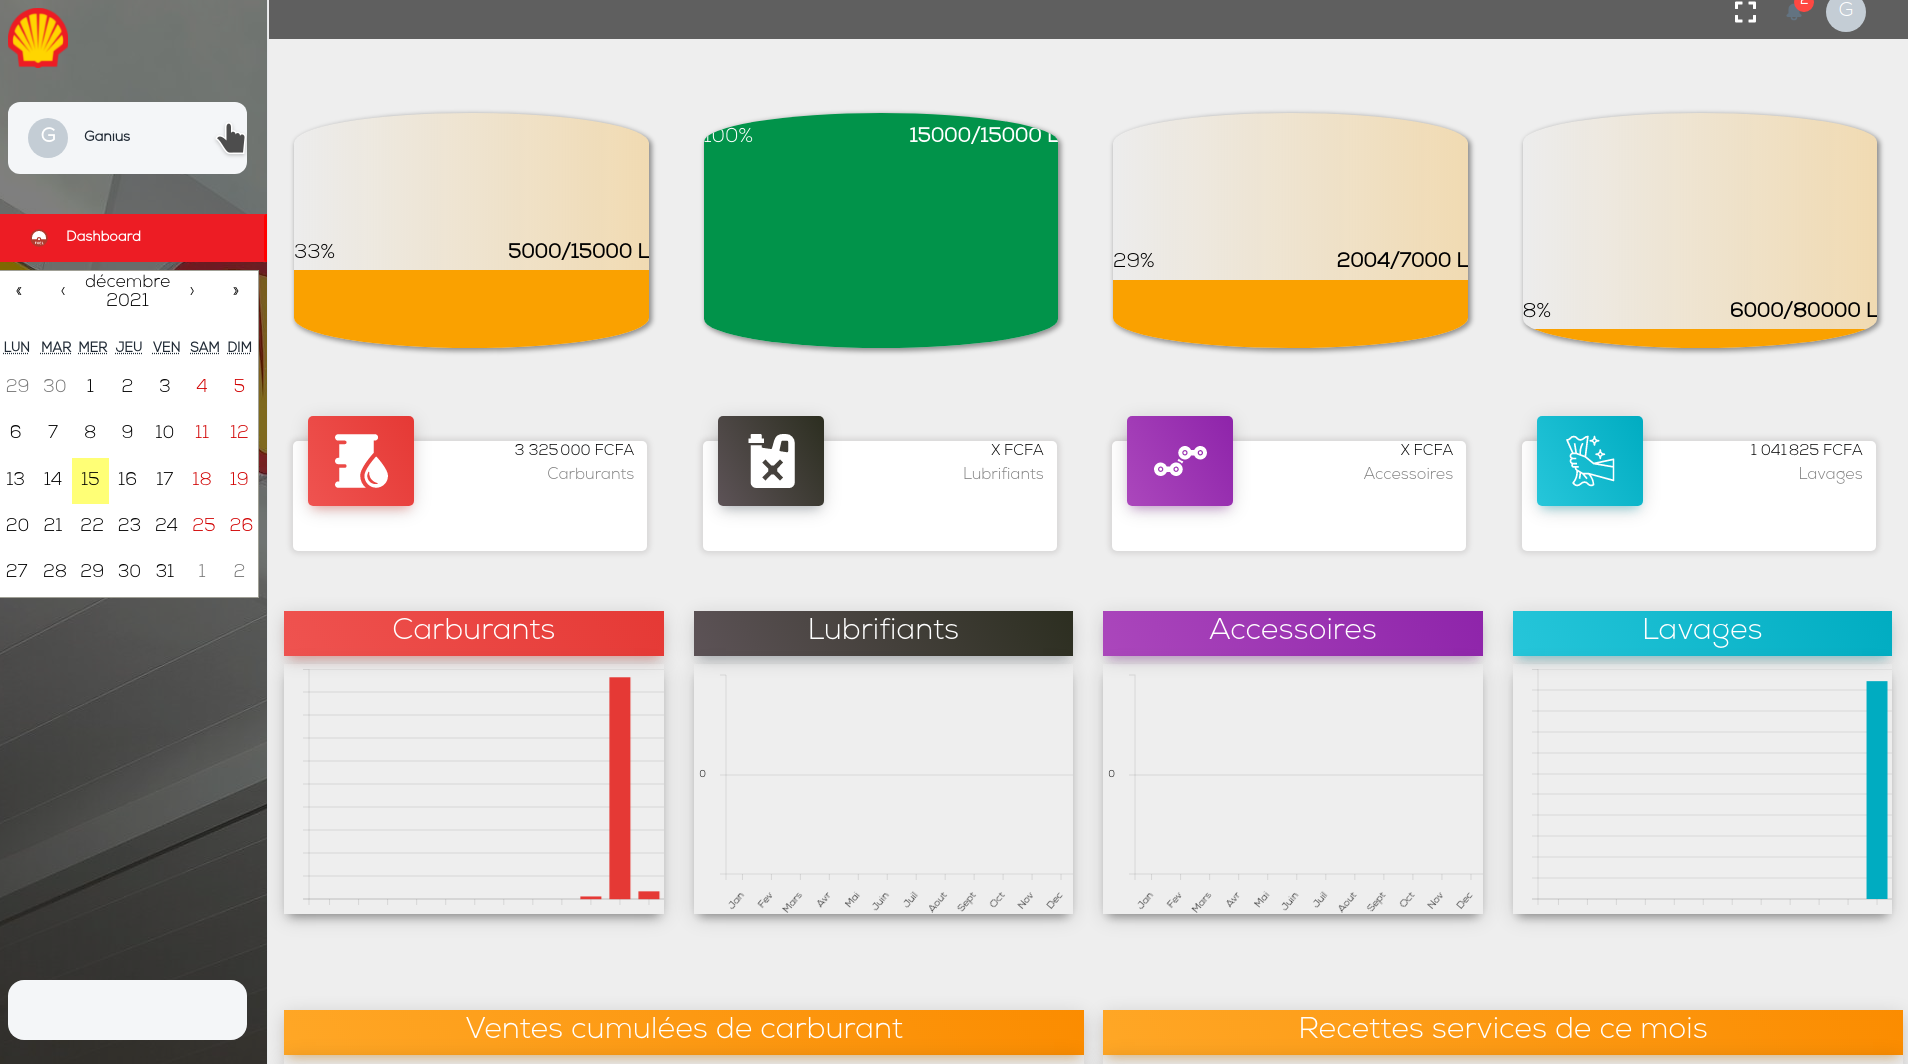 G
Ganius
Dashboard
«
‹
décembre
2021
›
»
LUN MAR MER JEU VEN SAM DIM
29 30 1 2 3 4 5
6 7 8 9 10 11 12
13 14 15 16 17 18 19
20 21 22 23 24 25 26
27 28 29 30 31 1 2
G
33%
5000/15000 L
100%
15000/15000 L
29%
2004/7000 L
8%
6000/80000 L
3 325 000 FCFA
Carburants
X FCFA
Lubrifiants
X FCFA
Accessoires
1 041 825 FCFA
Lavages
Carburants
Lubrifiants
0
Jan Fev Mars Avr Mai Juin Juil Aout Sept Oct Nov Dec
Accessoires
0
Jan Fev Mars Avr Mai Juin Juil Aout Sept Oct Nov Dec
Lavages
Ventes cumulées de carburant
Recettes services de ce mois